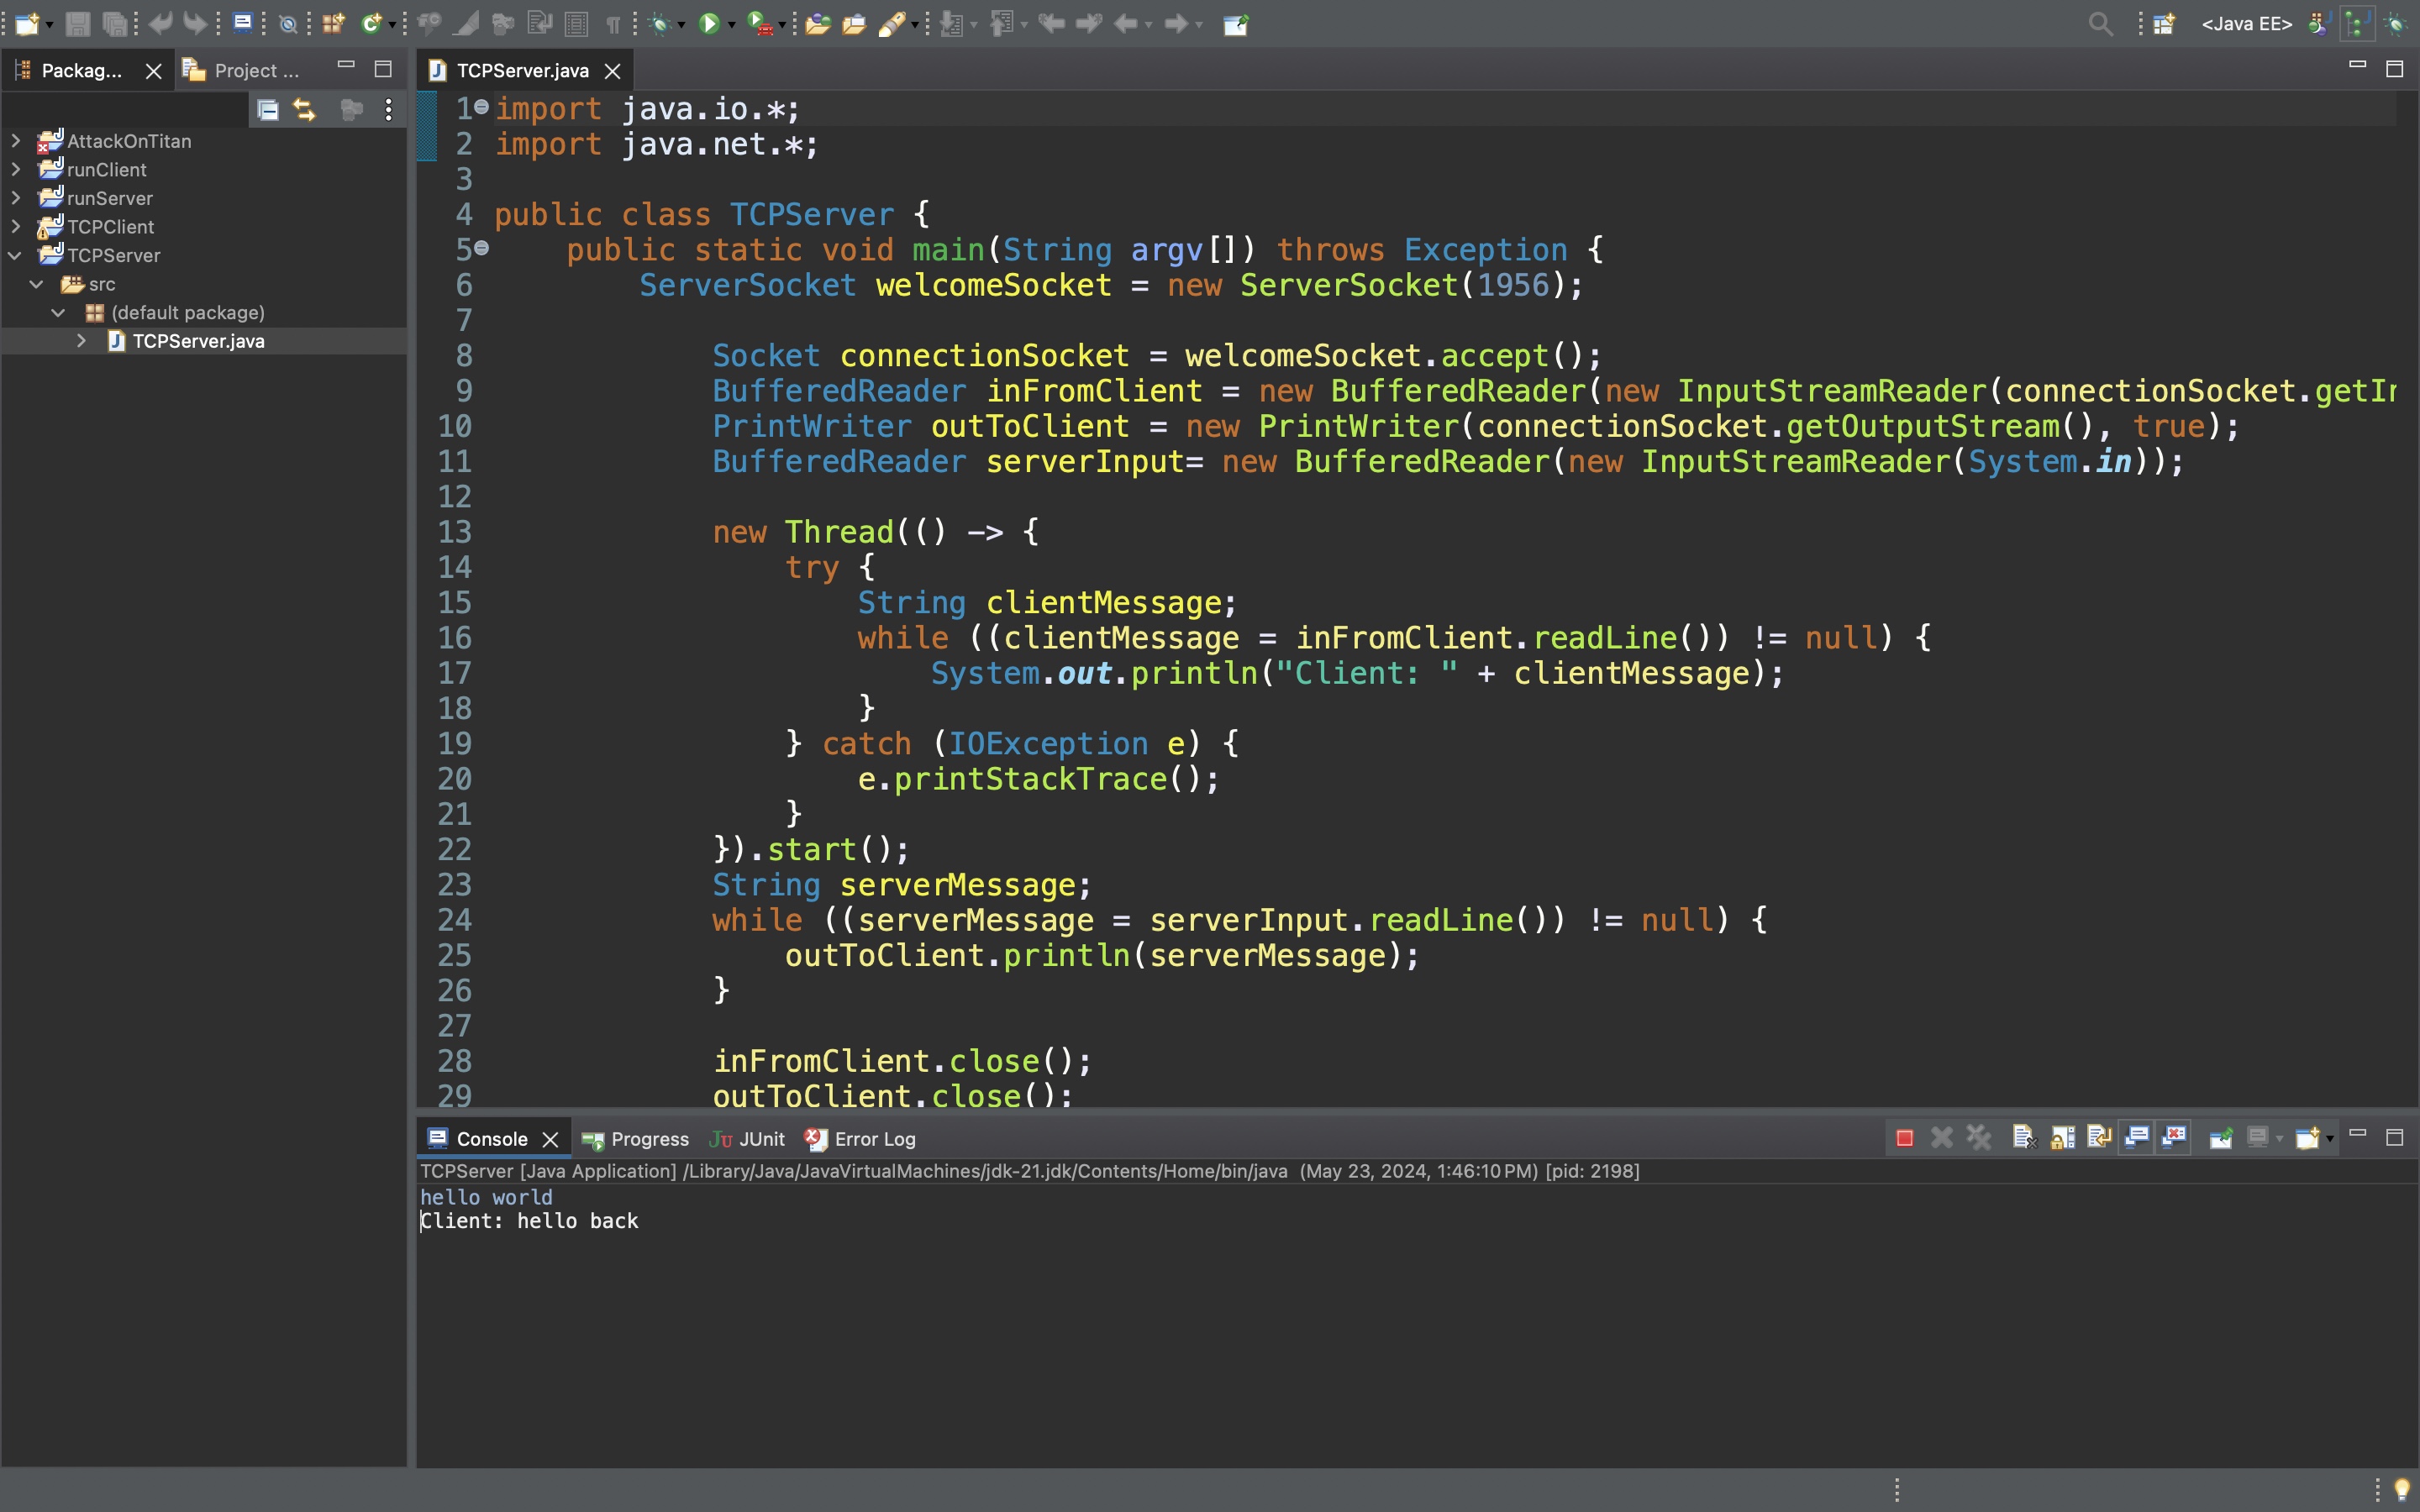 <Java EE>
Packag...
Project ...
AttackOnTitan
runClient
runServer
TCPClient
TCPServer
src
(default package)
TCPServer.java
TCPServer.java
1 import java.io.*;
2 import java.net.*;
3
4 public class TCPServer {
5 public static void main(String argv[]) throws Exception {
6 ServerSocket welcomeSocket = new ServerSocket(1956);
7
8 Socket connectionSocket = welcomeSocket.accept();
9 BufferedReader inFromClient = new BufferedReader(new InputStreamReader(connectionSocket.getIn
10 PrintWriter outToClient = new PrintWriter(connectionSocket.getOutputStream(), true);
11 BufferedReader serverInput= new BufferedReader(new InputStreamReader(System.in));
12
13 new Thread(() -> {
14 try {
15 String clientMessage;
16 while ((clientMessage = inFromClient.readLine()) != null) {
17 System.out.println("Client: " + clientMessage);
18 }
19 } catch (IOException e) {
20 e.printStackTrace();
21 }
22 }).start();
23 String serverMessage;
24 while ((serverMessage = serverInput.readLine()) != null) {
25 outToClient.println(serverMessage);
26 }
27
28 inFromClient.close();
29 outToClient.close();
Console
Progress
JUnit
Error Log
TCPServer [Java Application] /Library/Java/JavaVirtualMachines/jdk-21.jdk/Contents/Home/bin/java (May 23, 2024, 1:46:10 PM) [pid: 2198]
hello world
Client: hello back